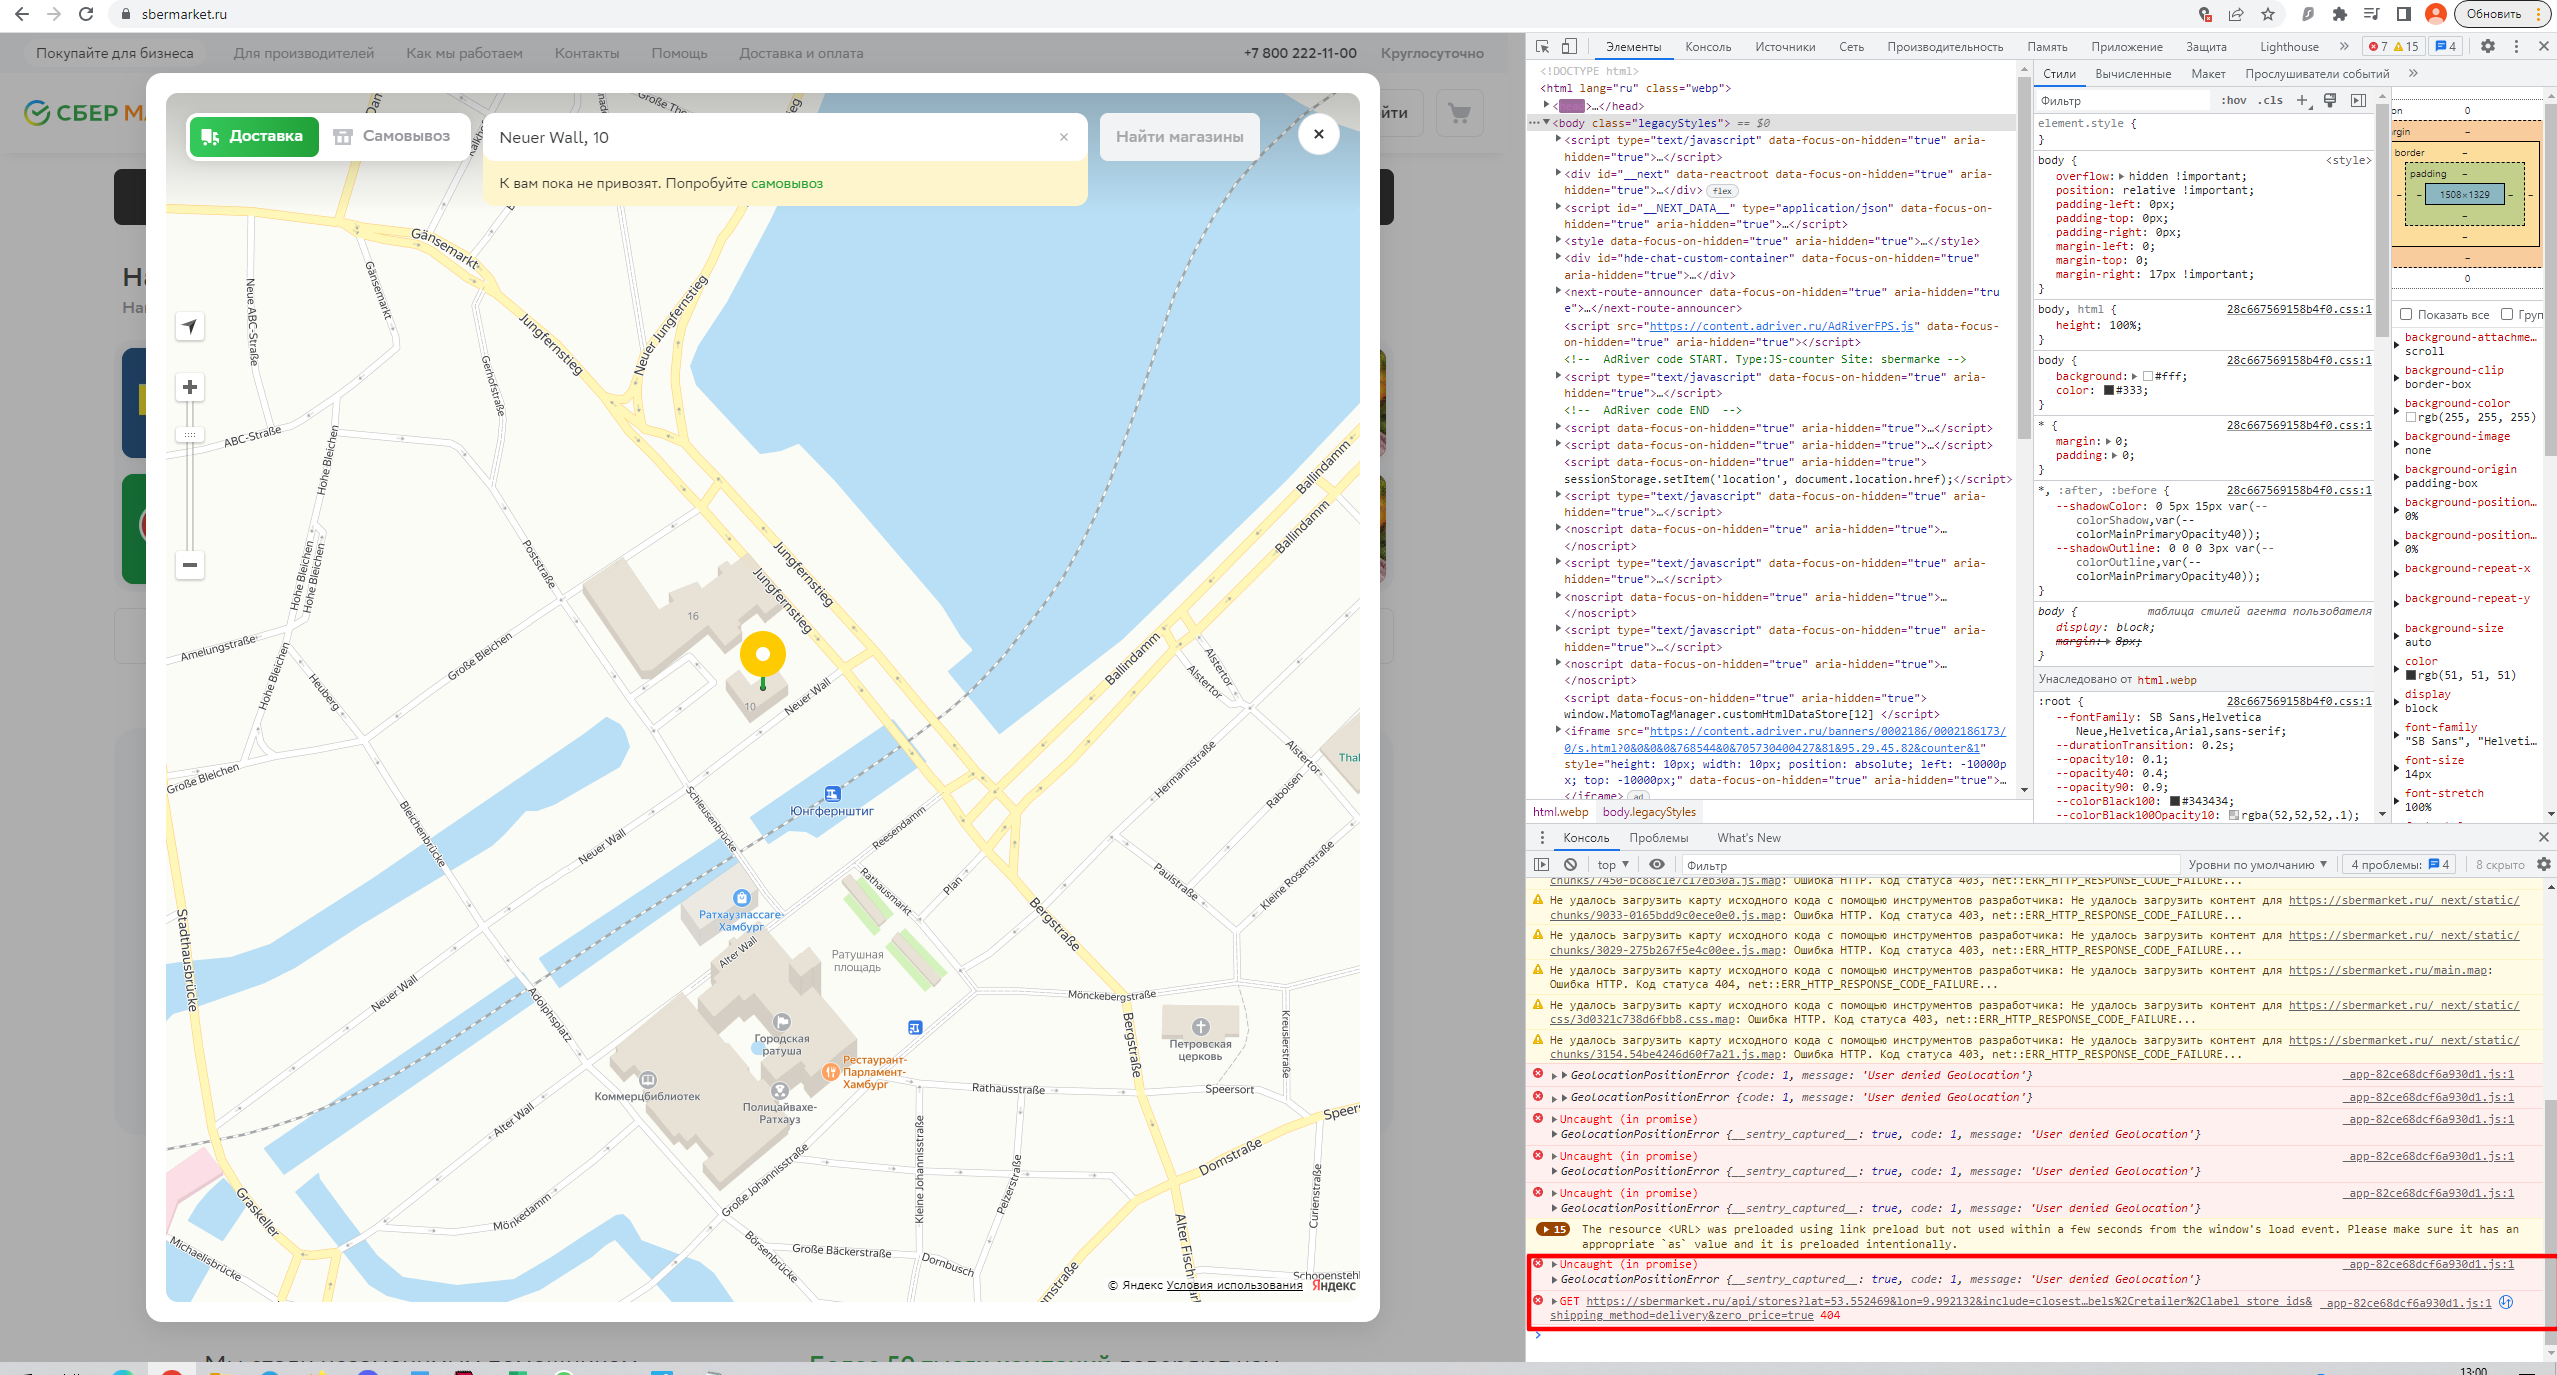 sbermarket.ru
Обновить
Покупайте для бизнеса
Для производителей
Как мы работаем
Контакты
Помощь
Доставка и оплата
+7 800 222-11-00
Круглосуточно
СБЕР
Доставка
Самовывоз
Neuer Wall, 10
Найти магазины
К вам пока не привозят. Попробуйте самовывоз
Gänsemarkt
Gänsemarkt
Neue ABC-Straße
Jungfernstieg
Neuer Jungfernstieg
Gerhofstraße
ABC-Straße
Hohe Bleichen
Hohe Bleichen
Hohe Bleichen
Hohe Bleichen
Poststraße
Jungfernstieg
Jungfernstieg
Ballindamm
Ballindamm
Ballindamm
16
10
Amelungstraße
Große Bleichen
Heuberg
Neuer Wall
Alstertor
Alstertor
Alstertor
Große Bleichen
Bleichenbrücke
Schleusenbrücke
Юнгфернштиг
Reesendamm
Hermannstraße
Raboisen
Neuer Wall
Rathausmarkt
Plan
Paulstraße
Kleine Rosenstraße
Ратхаузпассаге-
Хамбург
Alter Wall
Ратушная
площадь
Bergstraße
Bergstraße
Stadthausbrücke
Neuer Wall
Adolphsplatz
Mönckebergstraße
Городская
ратуша
Петровская
церковь
Kreuslerstraße
Ресторант-
Парламент-
Хамбург
Коммерцбиблиотек
Полицайвахе-
Ратхауз
Rathausstraße
Speersort
Alter Wall
Domstraße
Graskeller
Mönkedamm
Große Johannisstraße
Kleine Johannisstraße
Pelzerstraße
Curienstraße
Michaelisbrücke
Börsenbrücke
Große Bäckerstraße
Dornbusch
© Яндекс Условия использования Яндекс
Элементы
Консоль
Источники
Сеть
Производительность
Память
Приложение
Защита
Lighthouse
7
15
4
<!DOCTYPE html>
<html lang="ru" class="webp">
…</head>
<body class="legacyStyles"> == $0
<script type="text/javascript" data-focus-on-hidden="true" aria-
hidden="true">…</script>
<div id="__next" data-reactroot data-focus-on-hidden="true" aria-
hidden="true">…</div> flex
<script id="__NEXT_DATA__" type="application/json" data-focus-on-
hidden="true" aria-hidden="true">…</script>
<style data-focus-on-hidden="true" aria-hidden="true">…</style>
<div id="hde-chat-custom-container" data-focus-on-hidden="true"
aria-hidden="true">…</div>
<next-route-announcer data-focus-on-hidden="true" aria-hidden="tru
e">…</next-route-announcer>
<script src="https://content.adriver.ru/AdRiverFPS.js" data-focus-
on-hidden="true" aria-hidden="true"></script>
<!-- AdRiver code START. Type:JS-counter Site: sbermarke -->
<script type="text/javascript" data-focus-on-hidden="true" aria-
hidden="true">…</script>
<!-- AdRiver code END -->
<script data-focus-on-hidden="true" aria-hidden="true">…</script>
<script data-focus-on-hidden="true" aria-hidden="true">…</script>
<script data-focus-on-hidden="true" aria-hidden="true">
sessionStorage.setItem('location', document.location.href);</script>
<script type="text/javascript" data-focus-on-hidden="true" aria-
hidden="true">…</script>
<noscript data-focus-on-hidden="true" aria-hidden="true">…
</noscript>
<script type="text/javascript" data-focus-on-hidden="true" aria-
hidden="true">…</script>
<noscript data-focus-on-hidden="true" aria-hidden="true">…
</noscript>
<script type="text/javascript" data-focus-on-hidden="true" aria-
hidden="true">…</script>
<noscript data-focus-on-hidden="true" aria-hidden="true">…
</noscript>
<script data-focus-on-hidden="true" aria-hidden="true">
window.MatomoTagManager.customHtmlDataStore[12] </script>
<iframe src="https://content.adriver.ru/banners/0002186/0002186173/
0/s.html?0&0&0&0&768544&0&705730400427&81&95.29.45.82&counter&1"
style="height: 10px; width: 10px; position: absolute; left: -10000p
x; top: -10000px;" data-focus-on-hidden="true" aria-hidden="true">…
</iframe> ad
html.webp
body.legacyStyles
Стили
Вычисленные
Макет
Прослушиватели событий
Фильтр
:hov .cls
element.style {
}
body { <style>
overflow: hidden !important;
position: relative !important;
padding-left: 0px;
padding-top: 0px;
padding-right: 0px;
margin-left: 0;
margin-top: 0;
margin-right: 17px !important;
}
body, html { 28c667569158b4f0.css:1
height: 100%;
}
body { 28c667569158b4f0.css:1
background: #fff;
color: #333;
}
* { 28c667569158b4f0.css:1
margin: 0;
padding: 0;
}
*, :after, :before { 28c667569158b4f0.css:1
--shadowColor: 0 5px 15px var(--
colorShadow,var(--
colorMainPrimaryOpacity40));
--shadowOutline: 0 0 0 3px var(--
colorOutline,var(--
colorMainPrimaryOpacity40));
}
body { таблица стилей агента пользователя
display: block;
margin: 8px;
}
Унаследовано от html.webp
:root { 28c667569158b4f0.css:1
--fontFamily: SB Sans,Helvetica
Neue,Helvetica,Arial,sans-serif;
--durationTransition: 0.2s;
--opacity10: 0.1;
--opacity40: 0.4;
--opacity90: 0.9;
--colorBlack100: #343434;
--colorBlack100Opacity10: rgba(52,52,52,.1);
0
border
padding
1508×1329
0
Показать все
background-attachme…
scroll
background-clip
border-box
background-color
rgb(255, 255, 255)
background-image
none
background-origin
padding-box
background-position…
0%
background-position…
0%
background-repeat-x
background-repeat-y
background-size
auto
color
rgb(51, 51, 51)
display
block
font-family
"SB Sans", "Helveti…
font-size
14px
font-stretch
100%
Консоль
Проблемы
What's New
top
Фильтр
Уровни по умолчанию
4 проблемы: 4
8 скрыто
chunks/7450-bc88c1e7c17eb30a.js.map: Ошибка HTTP. Код статуса 403, net::ERR_HTTP_RESPONSE_CODE_FAILURE...
Не удалось загрузить карту исходного кода с помощью инструментов разработчика: Не удалось загрузить контент для https://sbermarket.ru/_next/static/
chunks/9033-0165bdd9c0ece0e0.js.map: Ошибка HTTP. Код статуса 403, net::ERR_HTTP_RESPONSE_CODE_FAILURE...
Не удалось загрузить карту исходного кода с помощью инструментов разработчика: Не удалось загрузить контент для https://sbermarket.ru/_next/static/
chunks/3029-275b267f5e4c00ee.js.map: Ошибка HTTP. Код статуса 403, net::ERR_HTTP_RESPONSE_CODE_FAILURE...
Не удалось загрузить карту исходного кода с помощью инструментов разработчика: Не удалось загрузить контент для https://sbermarket.ru/main.map:
Ошибка HTTP. Код статуса 404, net::ERR_HTTP_RESPONSE_CODE_FAILURE...
Не удалось загрузить карту исходного кода с помощью инструментов разработчика: Не удалось загрузить контент для https://sbermarket.ru/_next/static/
css/3d0321c738d6fbb8.css.map: Ошибка HTTP. Код статуса 403, net::ERR_HTTP_RESPONSE_CODE_FAILURE...
Не удалось загрузить карту исходного кода с помощью инструментов разработчика: Не удалось загрузить контент для https://sbermarket.ru/_next/static/
chunks/3154.54be4246d60f7a21.js.map: Ошибка HTTP. Код статуса 403, net::ERR_HTTP_RESPONSE_CODE_FAILURE...
GeolocationPositionError {code: 1, message: 'User denied Geolocation'} _app-82ce68dcf6a930d1.js:1
GeolocationPositionError {code: 1, message: 'User denied Geolocation'} _app-82ce68dcf6a930d1.js:1
Uncaught (in promise) _app-82ce68dcf6a930d1.js:1
GeolocationPositionError {__sentry_captured__: true, code: 1, message: 'User denied Geolocation'}
Uncaught (in promise) _app-82ce68dcf6a930d1.js:1
GeolocationPositionError {__sentry_captured__: true, code: 1, message: 'User denied Geolocation'}
Uncaught (in promise) _app-82ce68dcf6a930d1.js:1
GeolocationPositionError {__sentry_captured__: true, code: 1, message: 'User denied Geolocation'}
15 The resource <URL> was preloaded using link preload but not used within a few seconds from the window's load event. Please make sure it has an
appropriate `as` value and it is preloaded intentionally.
Uncaught (in promise) _app-82ce68dcf6a930d1.js:1
GeolocationPositionError {__sentry_captured__: true, code: 1, message: 'User denied Geolocation'}
GET https://sbermarket.ru/api/stores?lat=53.552469&lon=9.992132&include=closest…bels%2Cretailer%2Clabel_store_ids& _app-82ce68dcf6a930d1.js:1
shipping_method=delivery&zero_price=true 404
13:00